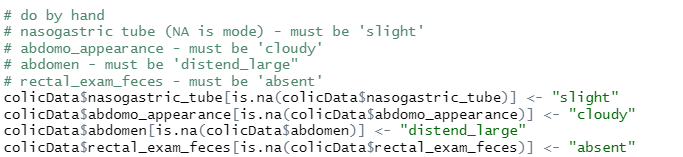 # do by hand
# nasogastric tube (NA is mode) - must be 'slight'
# abdomo_appearance - must be 'cloudy'
# abdomen - must be 'distend_large"
# rectal_exam_feces - must be 'absent'
colicData$nasogastric_tube[is.na(colicData$nasogastric_tube)] <- "slight"
colicData$abdomo_appearance[is.na(colicData$abdomo_appearance)] <- "cloudy"
colicData$abdomen[is.na(colicData$abdomen)] <- "distend_large"
colicData$rectal_exam_feces[is.na(colicData$rectal_exam_feces)] <- "absent"